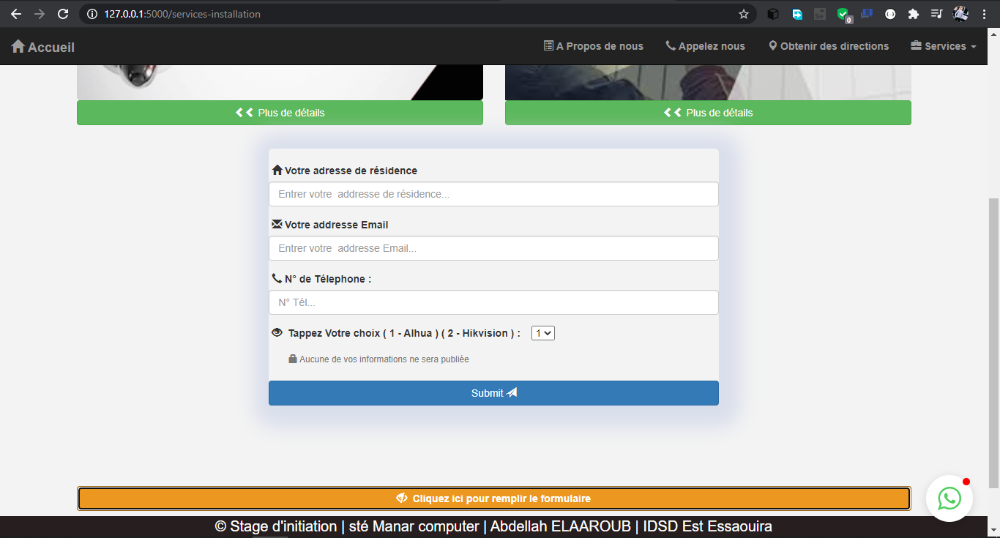 127.0.0.1:5000/services-installation
0
Accueil
A Propos de nous
Appelez nous
Obtenir des directions
Services
Plus de détails
Plus de détails
Votre adresse de résidence
Entrer votre  addresse de résidence...
Votre addresse Email
Entrer votre  addresse Email...
N° de Télephone :
N° Tél...
Tappez Votre choix ( 1 - Alhua ) ( 2 - Hikvision ) :
1
Aucune de vos informations ne sera publiée
Submit
Cliquez ici pour remplir le formulaire
© Stage d'initiation | sté Manar computer | Abdellah ELAAROUB | IDSD Est Essaouira